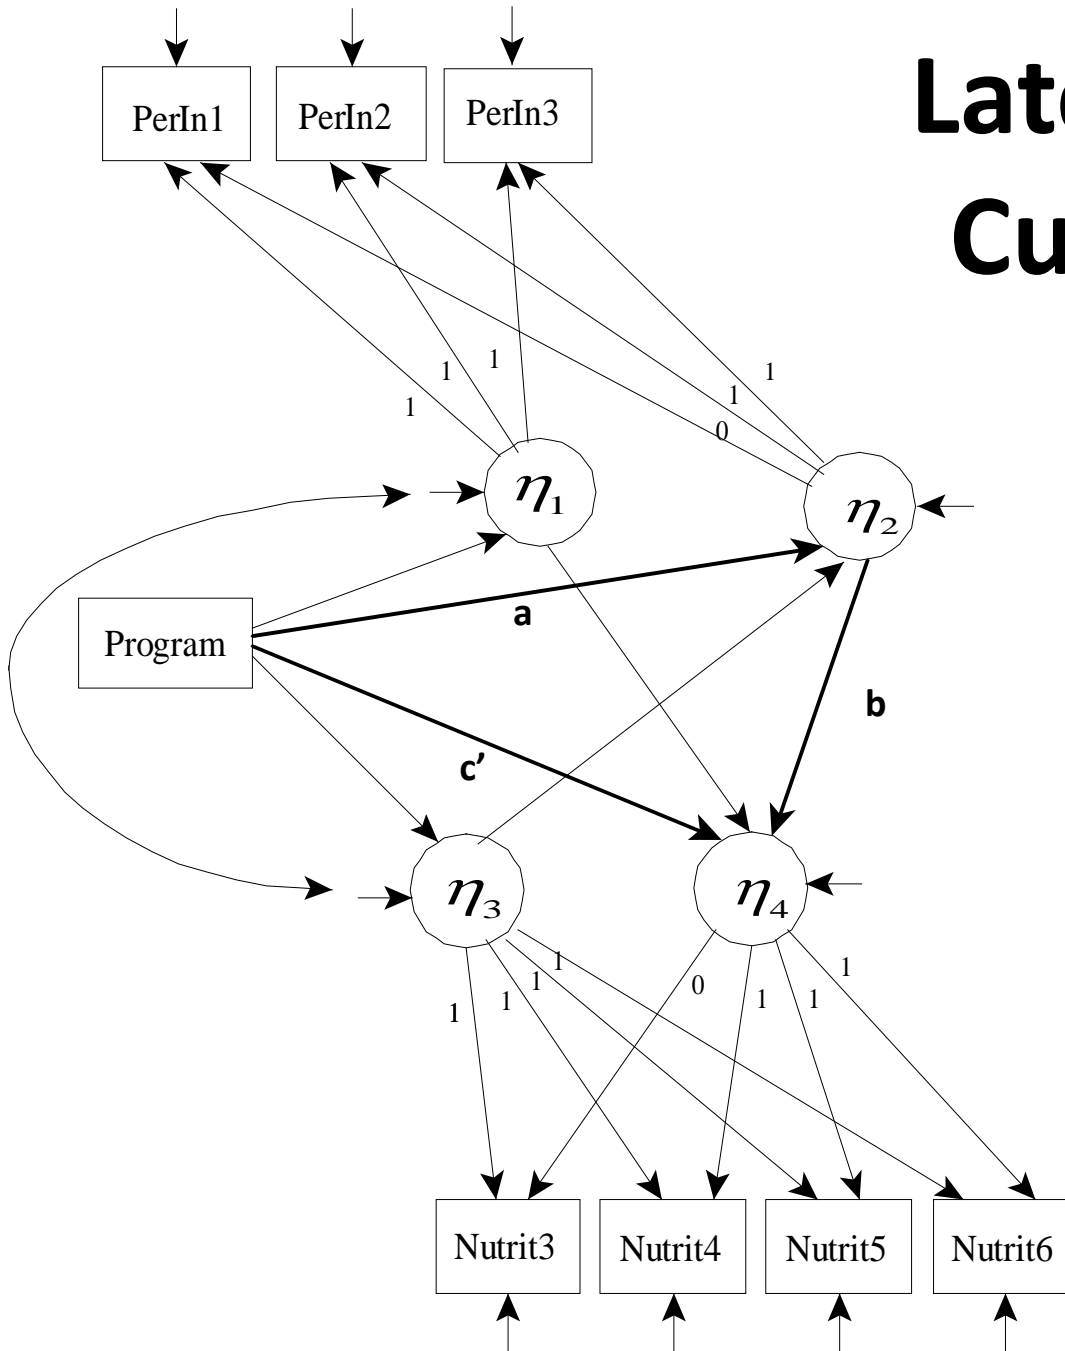 Late
Cu
PerIn1 PerIn2 PerIn3
1 1 1 1 1 0
η1 η2
Program
a
b
c’
η3 η4
1 1 1 1 0 1 1 1
Nutrit3 Nutrit4 Nutrit5 Nutrit6